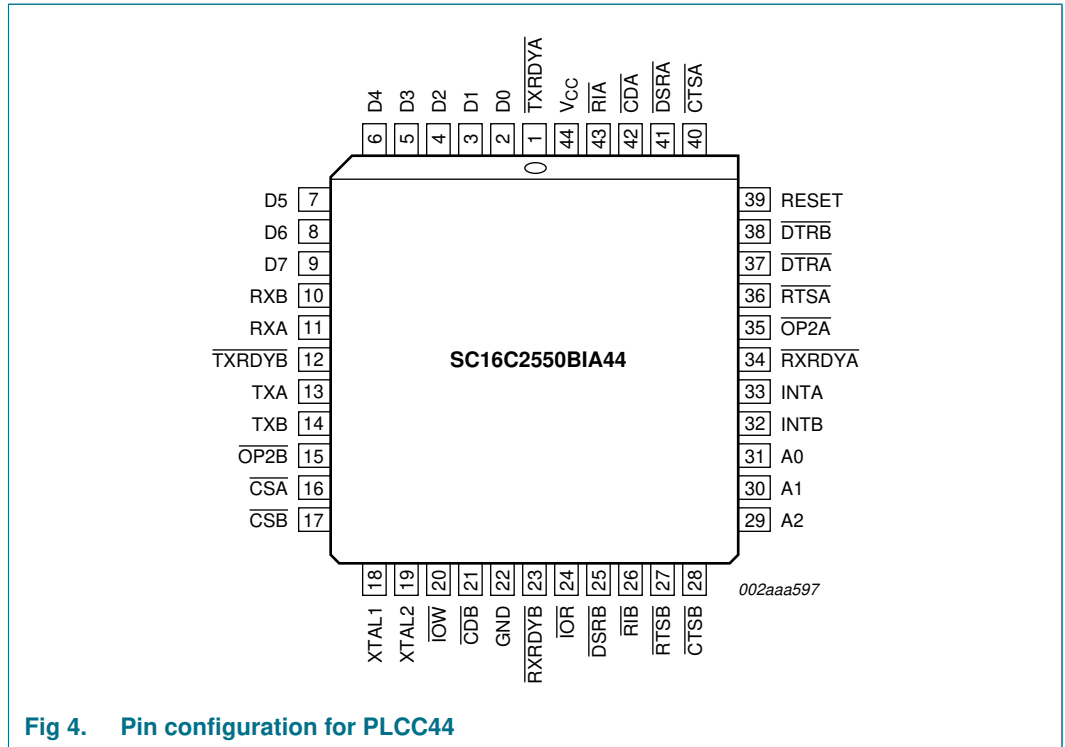 D4 D3 D2 D1 D0 TXRDYA VCC RIA CDA DSRA CTSA
6 5 4 3 2 1 44 43 42 41 40
D5 7
D6 8
D7 9
RXB 10
RXA 11
TXRDYB 12
TXA 13
TXB 14
OP2B 15
CSA 16
CSB 17
SC16C2550BIA44
39 RESET
38 DTRB
37 DTRA
36 RTSA
35 OP2A
34 RXRDYA
33 INTA
32 INTB
31 A0
30 A1
29 A2
18 19 20 21 22 23 24 25 26 27 28
XTAL1 XTAL2 IOW CDB GND RXRDYB IOR DSRB RIB RTSB CTSB
002aaa597
Fig 4. Pin configuration for PLCC44